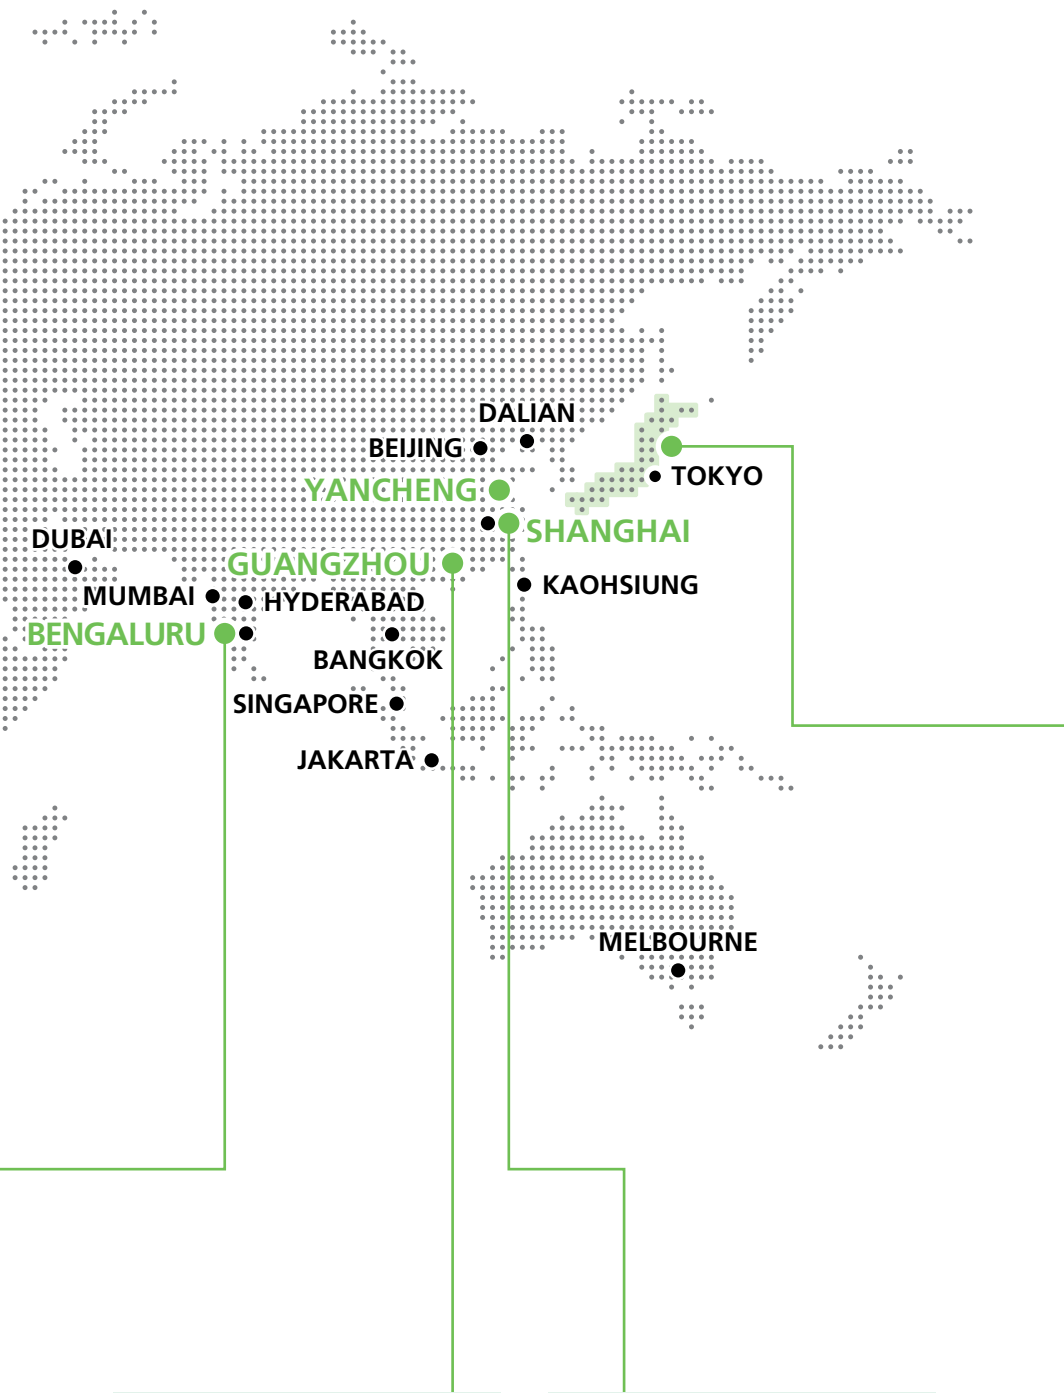 DALIAN
BEIJING
TOKYO
YANCHENG
SHANGHAI
DUBAI
GUANGZHOU
KAOHSIUNG
MUMBAI
HYDERABAD
BENGALURU
BANGKOK
SINGAPORE
JAKARTA
MELBOURNE